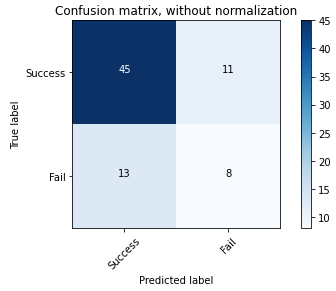 Confusion matrix, without normalization
True label
Success
Fail
45
11
13
8
Success
Fail
Predicted label
45
40
35
30
25
20
15
10